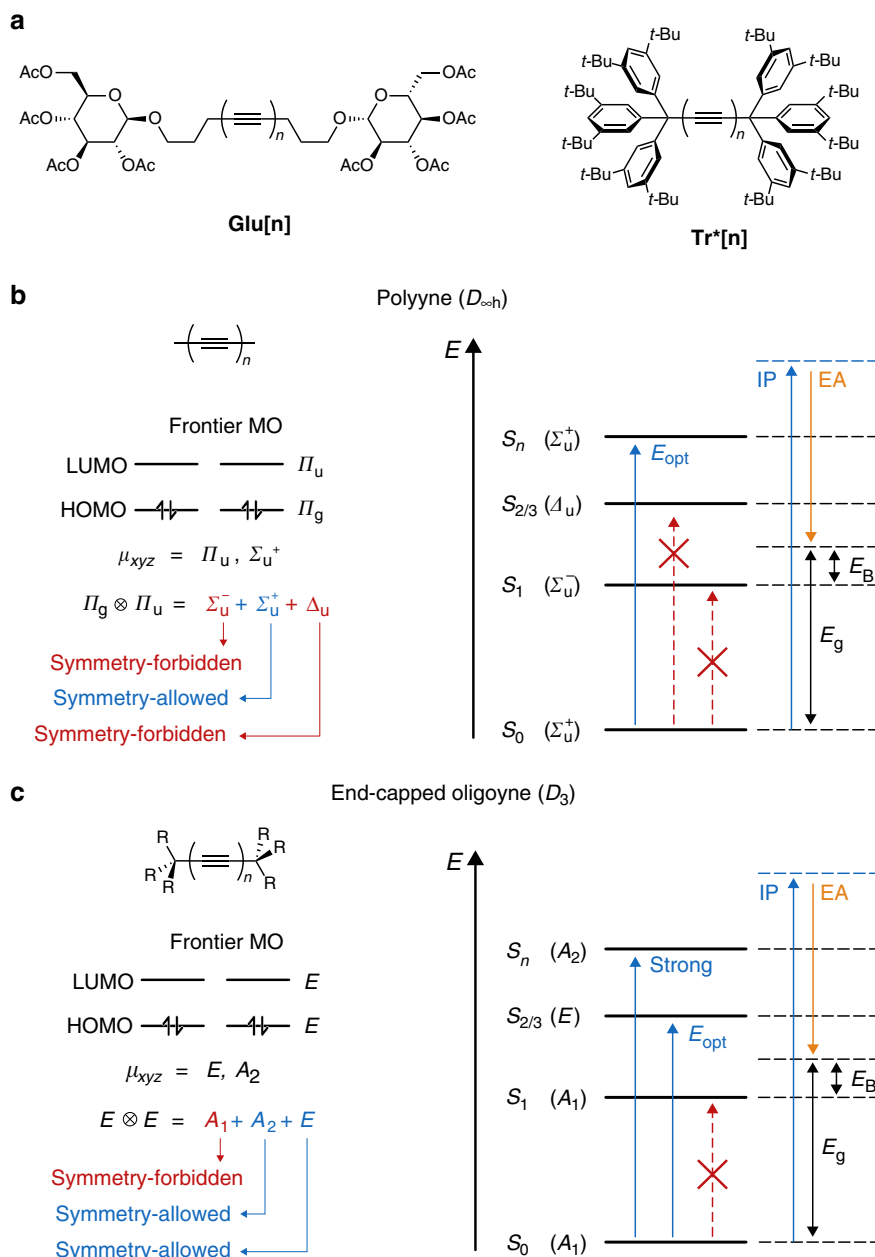 a
AcO
AcO
AcO
AcO
OAc
O
O
n
O
O
OAc
OAc
OAc
OAc
Glu[n]
t-Bu
t-Bu
t-Bu
t-Bu
t-Bu
t-Bu
n
t-Bu
t-Bu
t-Bu
t-Bu
t-Bu
t-Bu
Tr*[n]
b
Polyyne (D∞h)
n
Frontier MO
LUMO Πu
HOMO Πg
μxyz = Πu , Σu+
Πg ⊗ Πu = Σu− + Σu+ + Δu
Symmetry-forbidden
Symmetry-allowed
Symmetry-forbidden
E
IP EA
Sn (Σu+)
Eopt
S2/3 (Δu)
EB
S1 (Σu−)
Eg
S0 (Σu+)
c
End-capped oligoyne (D3)
R
R
R
n
R
R
R
Frontier MO
LUMO E
HOMO E
μxyz = E, A2
E ⊗ E = A1 + A2 + E
Symmetry-forbidden
Symmetry-allowed
Symmetry-allowed
E
IP EA
Sn (A2)
Strong
S2/3 (E)
Eopt
EB
S1 (A1)
Eg
S0 (A1)